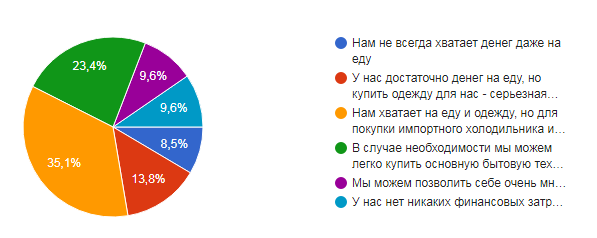 23,4%
9,6%
9,6%
8,5%
13,8%
35,1%
Нам не всегда хватает денег даже на
еду
У нас достаточно денег на еду, но
купить одежду для нас - серьезная…
Нам хватает на еду и одежду, но для
покупки импортного холодильника и…
В случае необходимости мы можем
легко купить основную бытовую тех…
Мы можем позволить себе очень мн…
У нас нет никаких финансовых затр…